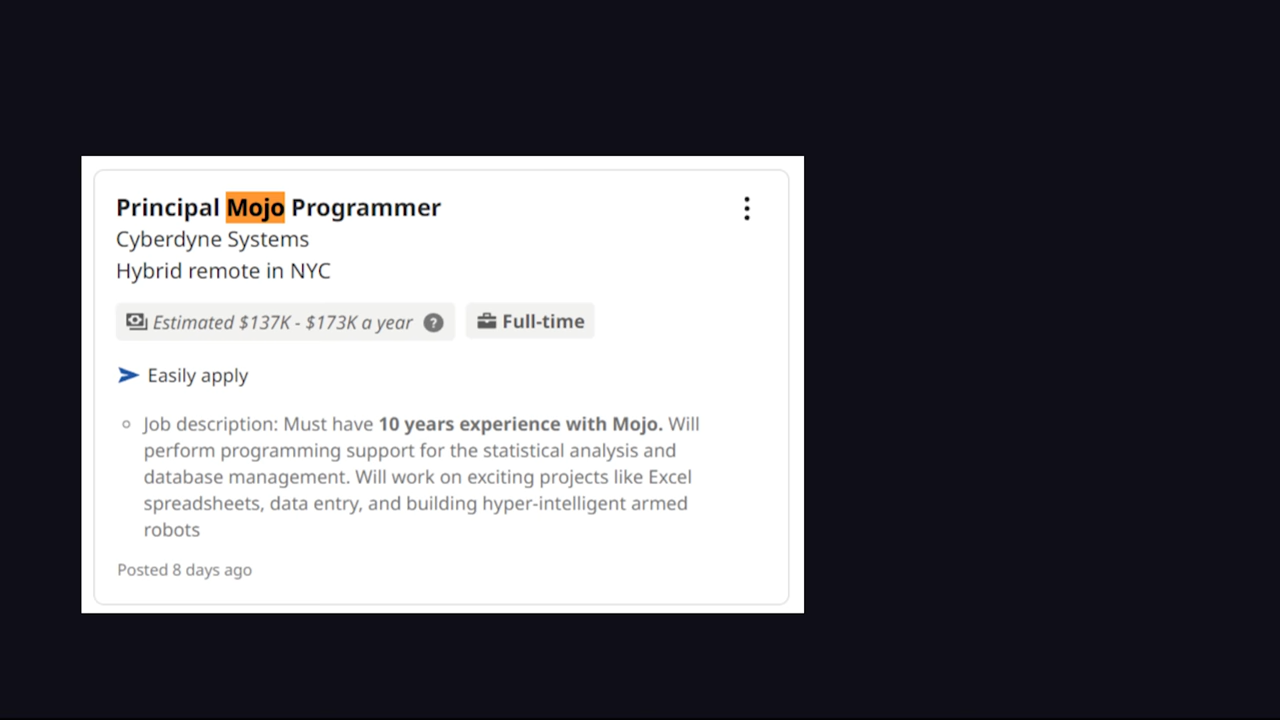 Principal Mojo Programmer
Cyberdyne Systems
Hybrid remote in NYC
Estimated $137K - $173K a year ?
Full-time
Easily apply
Job description: Must have 10 years experience with Mojo. Will
perform programming support for the statistical analysis and
database management. Will work on exciting projects like Excel
spreadsheets, data entry, and building hyper-intelligent armed
robots
Posted 8 days ago